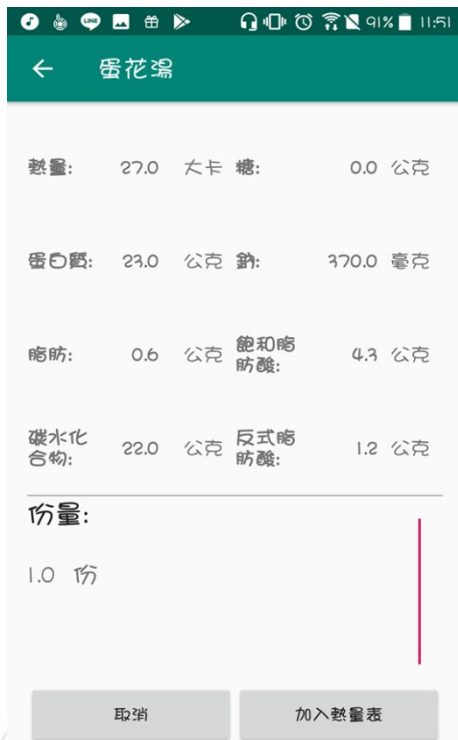 LINE 91% 11:51
蛋花湯
熱量: 27.0 大卡 糖: 0.0 公克
蛋白質: 23.0 公克 鈉: 370.0 毫克
脂肪: 0.6 公克 飽和脂
肪酸: 4.3 公克
碳水化
合物: 22.0 公克 反式脂
肪酸: 1.2 公克
份量:
1.0 份
取消 加入熱量表